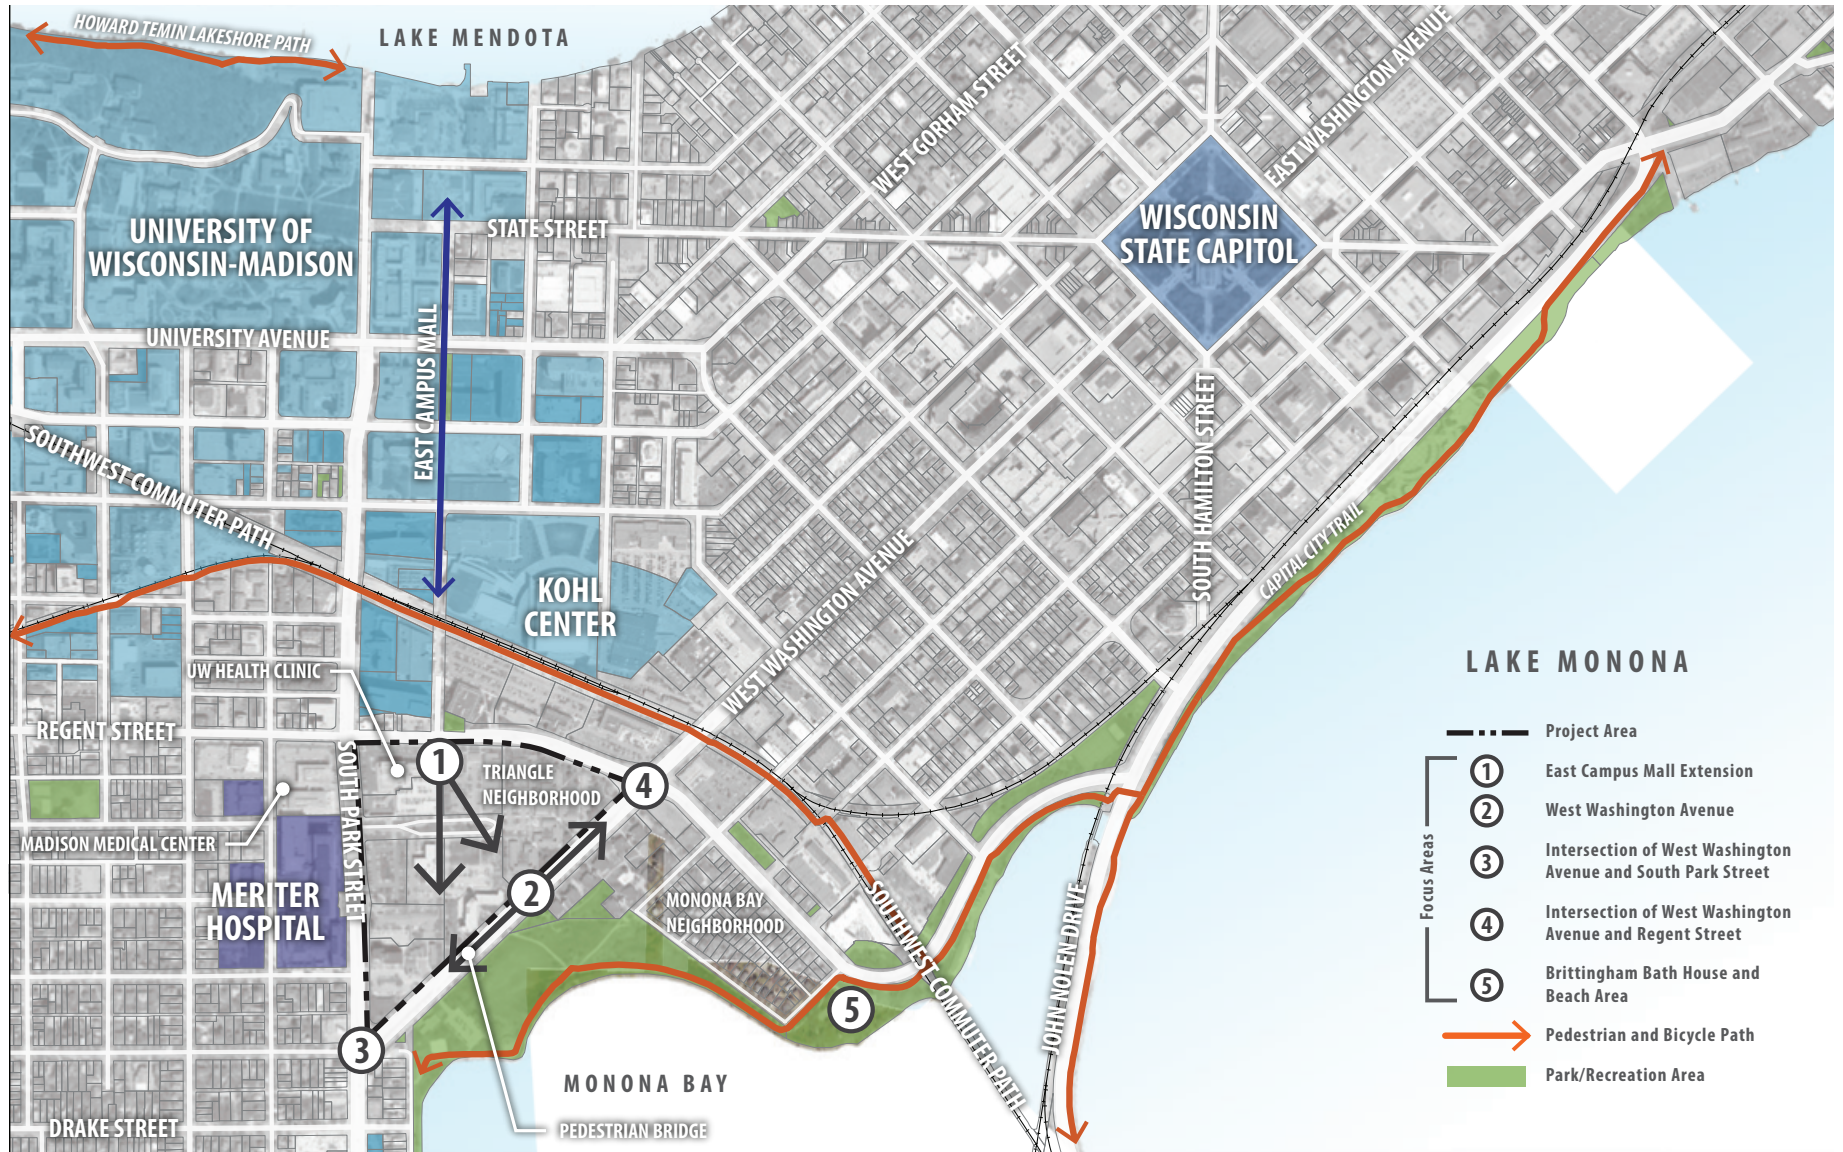 HOWARD TEMIN LAKESHORE PATH
LAKE MENDOTA
WEST GORHAM STREET
EAST WASHINGTON AVENUE
UNIVERSITY OF
WISCONSIN-MADISON
STATE STREET
WISCONSIN
STATE CAPITOL
UNIVERSITY AVENUE
EAST CAMPUS MALL
SOUTHWEST COMMUTER PATH
SOUTH HAMILTON STREET
CAPITAL CITY TRAIL
KOHL
CENTER
WEST WASHINGTON AVENUE
UW HEALTH CLINIC
REGENT STREET
SOUTH PARK STREET
1
TRIANGLE
NEIGHBORHOOD
4
MADISON MEDICAL CENTER
MERITER
HOSPITAL
2
MONONA BAY
NEIGHBORHOOD
SOUTHWEST COMMUTER PATH
JOHN NOLEN DRIVE
5
3
MONONA BAY
PEDESTRIAN BRIDGE
DRAKE STREET
LAKE MONONA
Project Area
Focus Areas
1 East Campus Mall Extension
2 West Washington Avenue
3 Intersection of West Washington
Avenue and South Park Street
4 Intersection of West Washington
Avenue and Regent Street
5 Brittingham Bath House and
Beach Area
Pedestrian and Bicycle Path
Park/Recreation Area